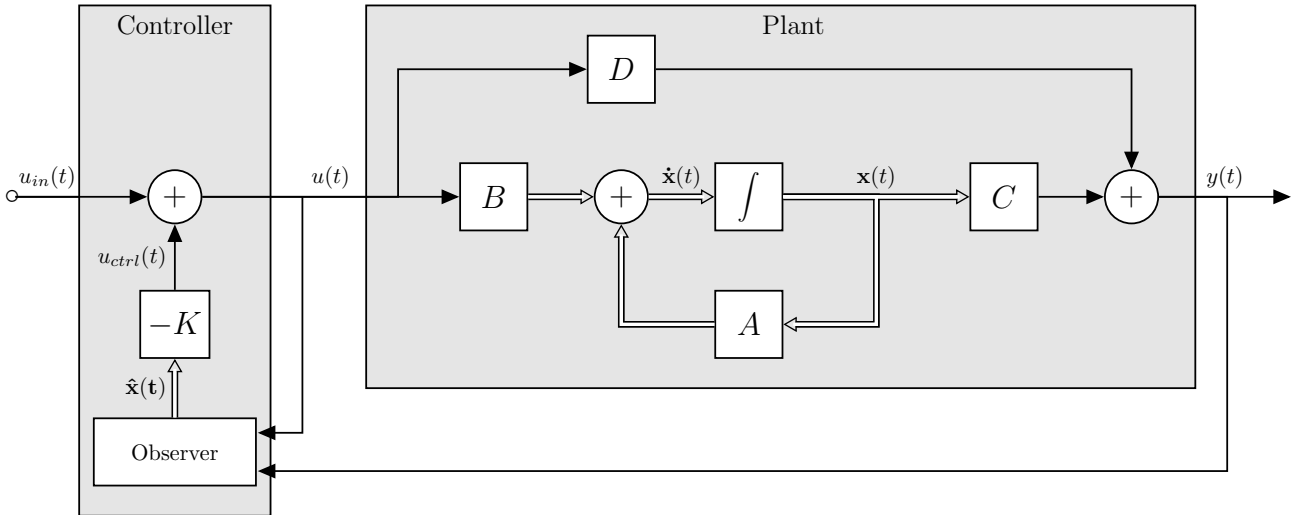 Controller
Plant
D
u_in(t)
+
u(t)
B
+
ẋ(t)
∫
x(t)
C
+
y(t)
u_ctrl(t)
−K
A
x̂(t)
Observer